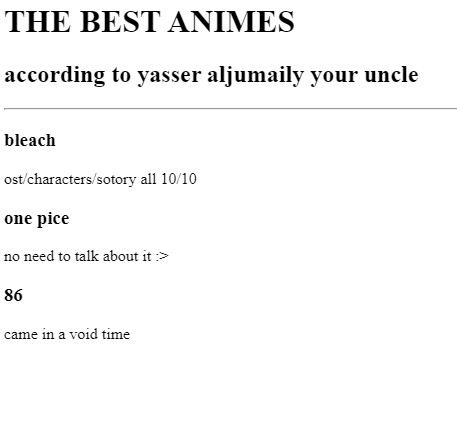 THE BEST ANIMES
according to yasser aljumaily your uncle
bleach
ost/characters/sotory all 10/10
one pice
no need to talk about it :>
86
came in a void time